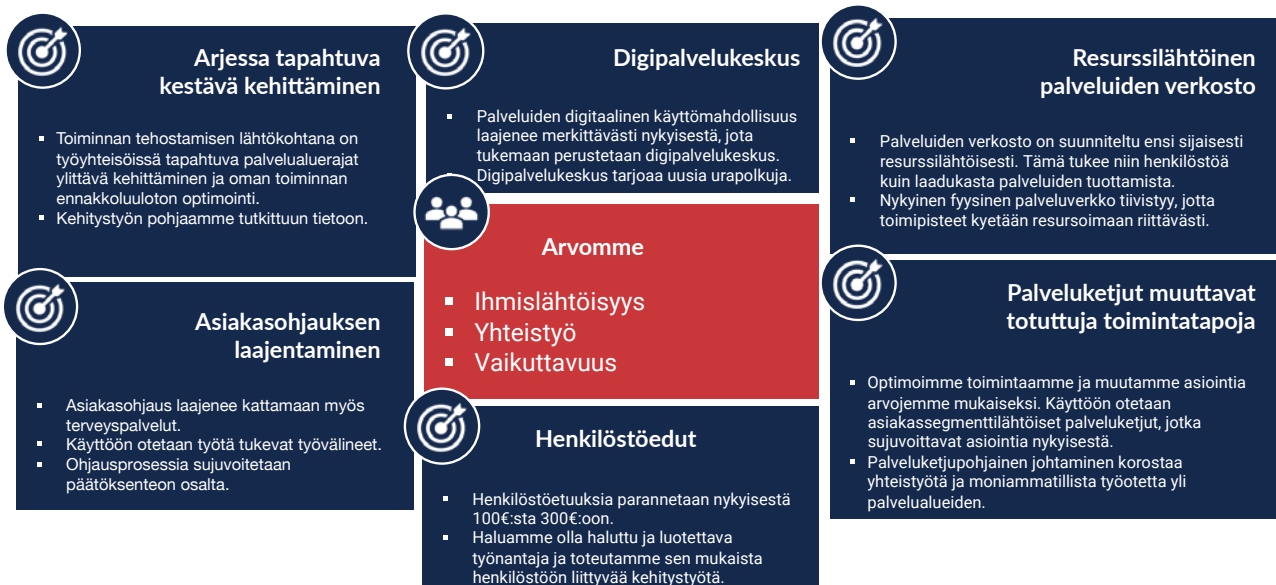 Arjessa tapahtuva
kestävä kehittäminen
▪ Toiminnan tehostamisen lähtökohtana on
työyhteisöissä tapahtuva palvelualuerajat
ylittävä kehittäminen ja oman toiminnan
ennakkoluuloton optimointi.
▪ Kehitystyön pohjaamme tutkittuun tietoon.
Digipalvelukeskus
▪ Palveluiden digitaalinen käyttömahdollisuus
laajenee merkittävästi nykyisestä, jota
tukemaan perustetaan digipalvelukeskus.
Digipalvelukeskus tarjoaa uusia urapolkuja.
Resurssilähtöinen
palveluiden verkosto
▪ Palveluiden verkosto on suunniteltu ensi sijaisesti
resurssilähtöisesti. Tämä tukee niin henkilöstöä
kuin laadukasta palveluiden tuottamista.
▪ Nykyinen fyysinen palveluverkko tiivistyy, jotta
toimipisteet kyetään resursoimaan riittävästi.
Arvomme
▪ Ihmislähtöisyys
▪ Yhteistyö
▪ Vaikuttavuus
Asiakasohjauksen
laajentaminen
▪ Asiakasohjaus laajenee kattamaan myös
terveyspalvelut.
▪ Käyttöön otetaan työtä tukevat työvälineet.
▪ Ohjausprosessia sujuvoitetaan
päätöksenteon osalta.
Henkilöstöedut
▪ Henkilöstöetuuksia parannetaan nykyisestä
100€:sta 300€:oon.
▪ Haluamme olla haluttu ja luotettava
työnantaja ja toteutamme sen mukaista
henkilöstöön liittyvää kehitystyötä.
Palveluketjut muuttavat
totuttuja toimintatapoja
▪ Optimoimme toimintaamme ja muutamme asiointia
arvojemme mukaiseksi. Käyttöön otetaan
asiakassegmenttilähtöiset palveluketjut, jotka
sujuvoittavat asiointia nykyisestä.
▪ Palveluketjupohjainen johtaminen korostaa
yhteistyötä ja moniammatillista työotetta yli
palvelualueiden.